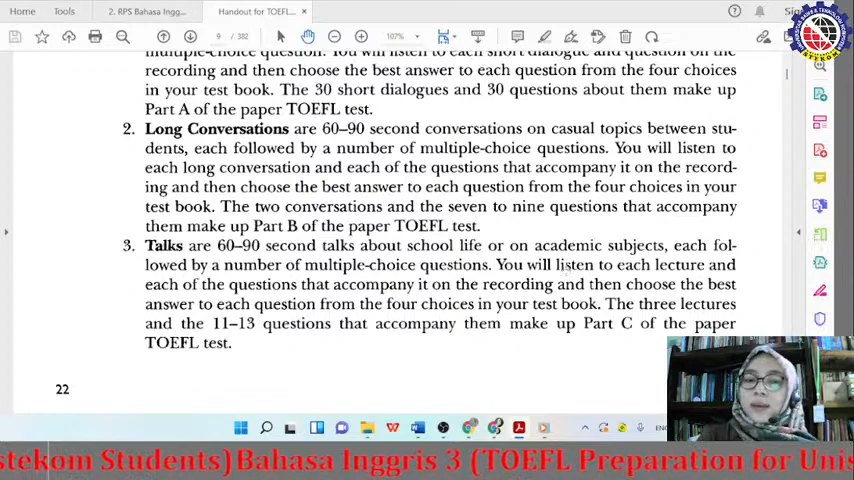 Home
Tools
2. RPS Bahasa Ingg...
Handout for TOEFL...
×
Sign
9 / 382
107%
multiple-choice question. You will listen to each short dialogue and question on the
recording and then choose the best answer to each question from the four choices
in your test book. The 30 short dialogues and 30 questions about them make up
Part A of the paper TOEFL test.
2. Long Conversations are 60–90 second conversations on casual topics between stu-
dents, each followed by a number of multiple-choice questions. You will listen to
each long conversation and each of the questions that accompany it on the record-
ing and then choose the best answer to each question from the four choices in your
test book. The two conversations and the seven to nine questions that accompany
them make up Part B of the paper TOEFL test.
3. Talks are 60–90 second talks about school life or on academic subjects, each fol-
lowed by a number of multiple-choice questions. You will listen to each lecture and
each of the questions that accompany it on the recording and then choose the best
answer to each question from the four choices in your test book. The three lectures
and the 11–13 questions that accompany them make up Part C of the paper
TOEFL test.
22
stekom Students) Bahasa Inggris 3 (TOEFL Preparation for Unis